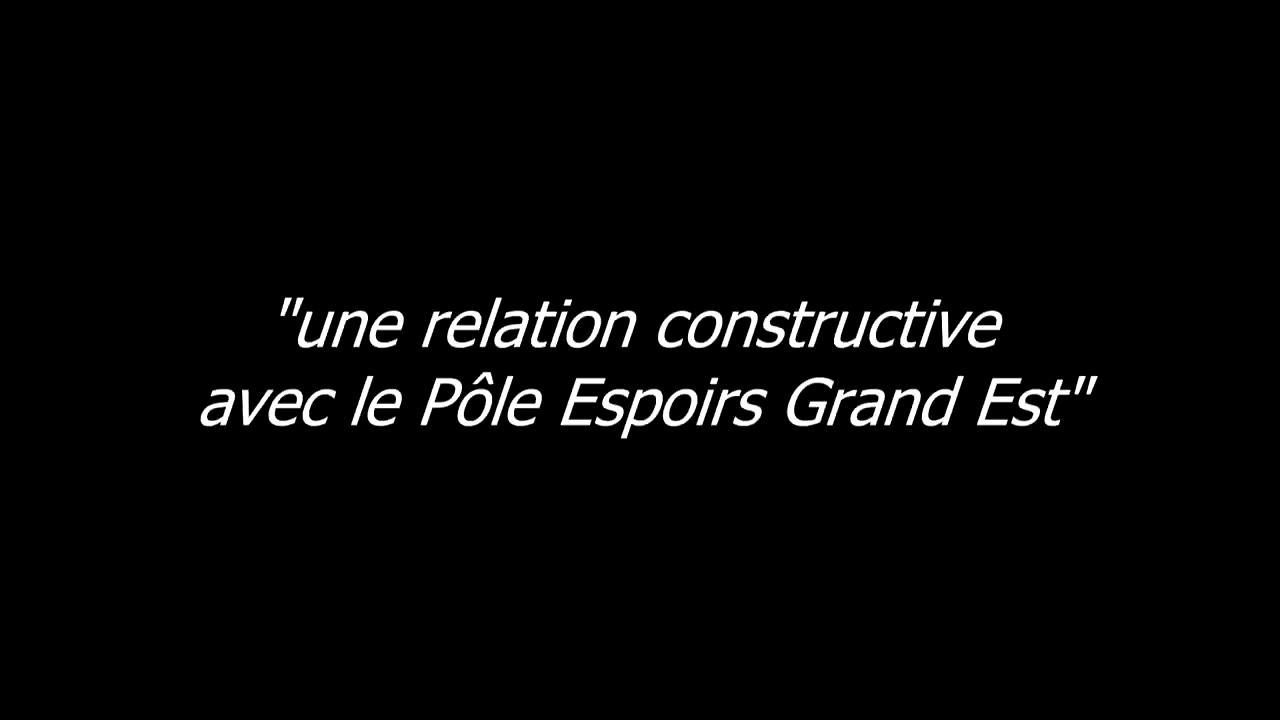 "une relation constructive
avec le Pôle Espoirs Grand Est"